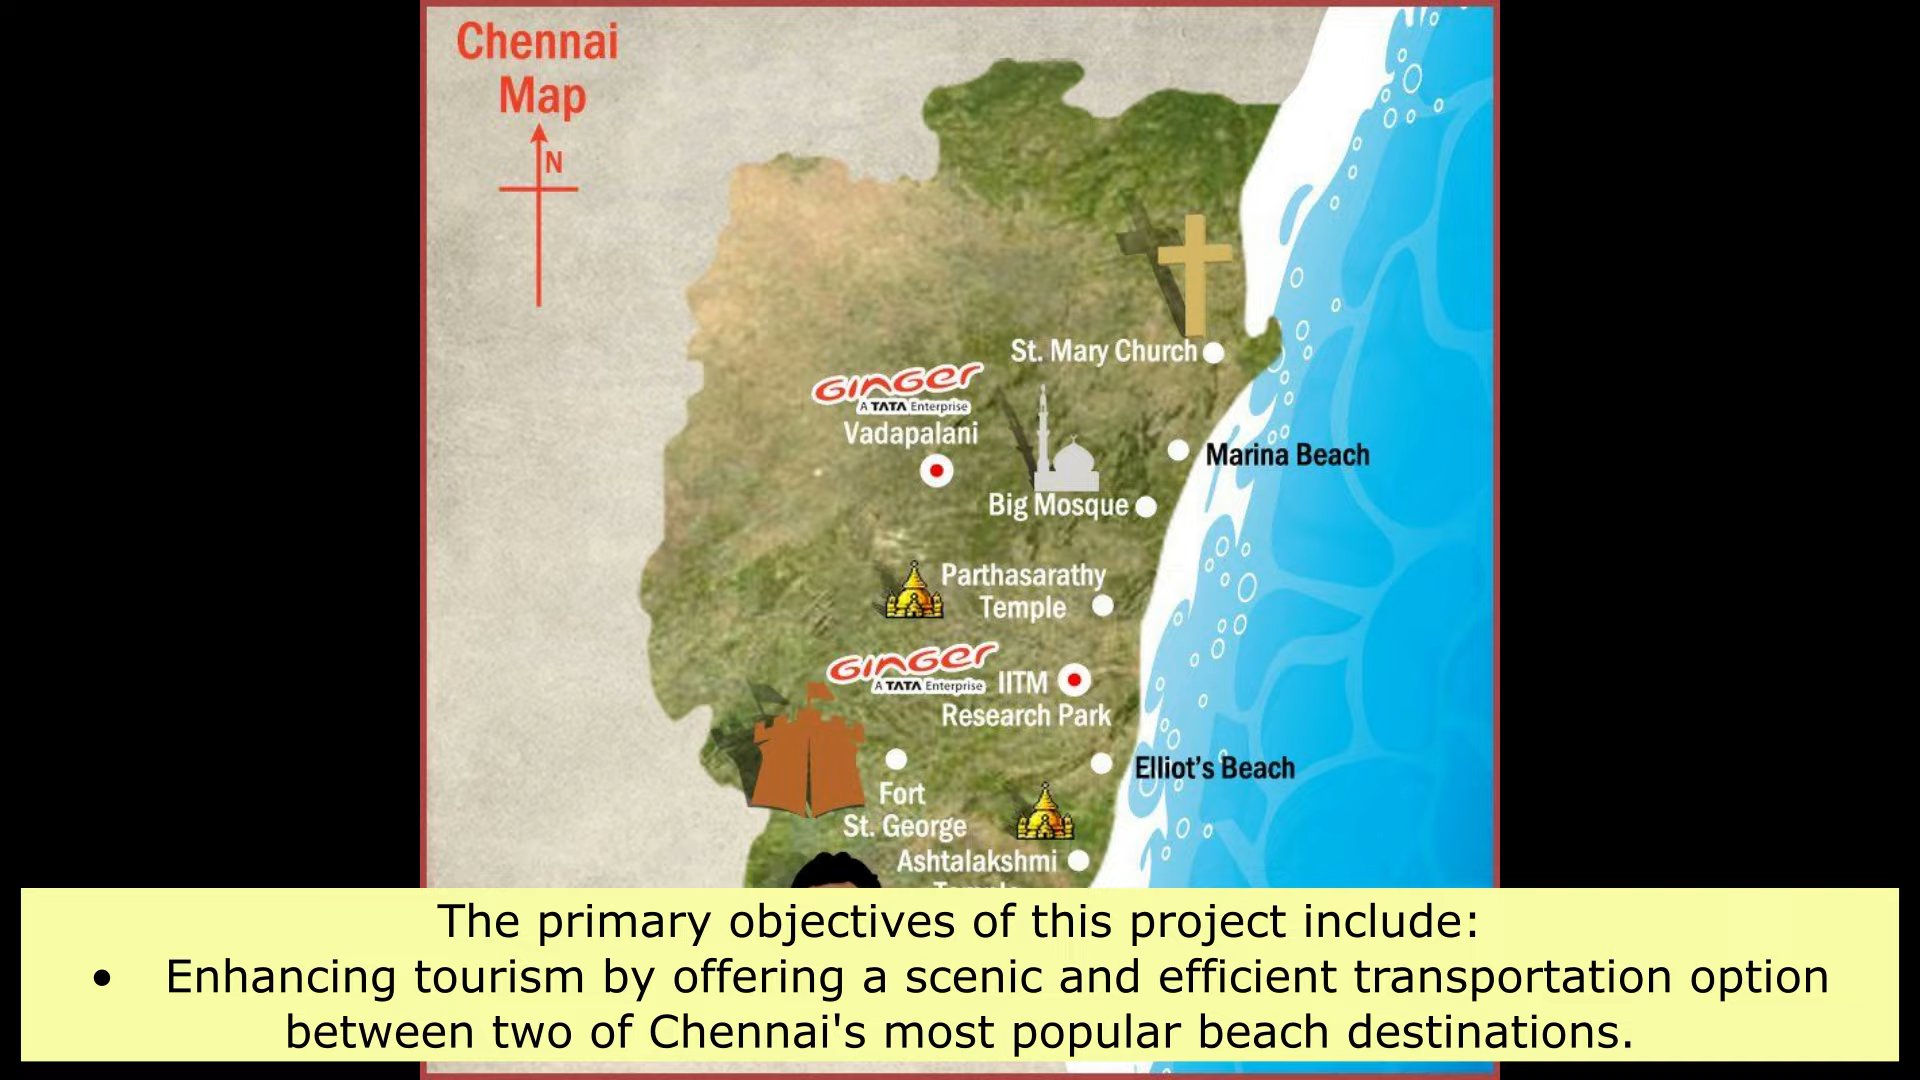 Chennai
Map
N
St. Mary Church
GINGER
A TATA Enterprise
Vadapalani
Marina Beach
Big Mosque
Parthasarathy
Temple
GINGER
A TATA Enterprise
IITM
Research Park
Elliot's Beach
Fort
St. George
Ashtalakshmi
The primary objectives of this project include:
• Enhancing tourism by offering a scenic and efficient transportation option
between two of Chennai's most popular beach destinations.